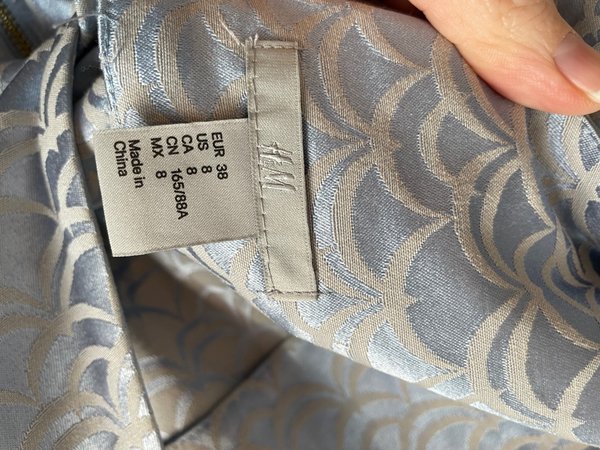 H&M
EUR 38
US 8
CA 8
CN 165/88A
MX 8
Made in
China